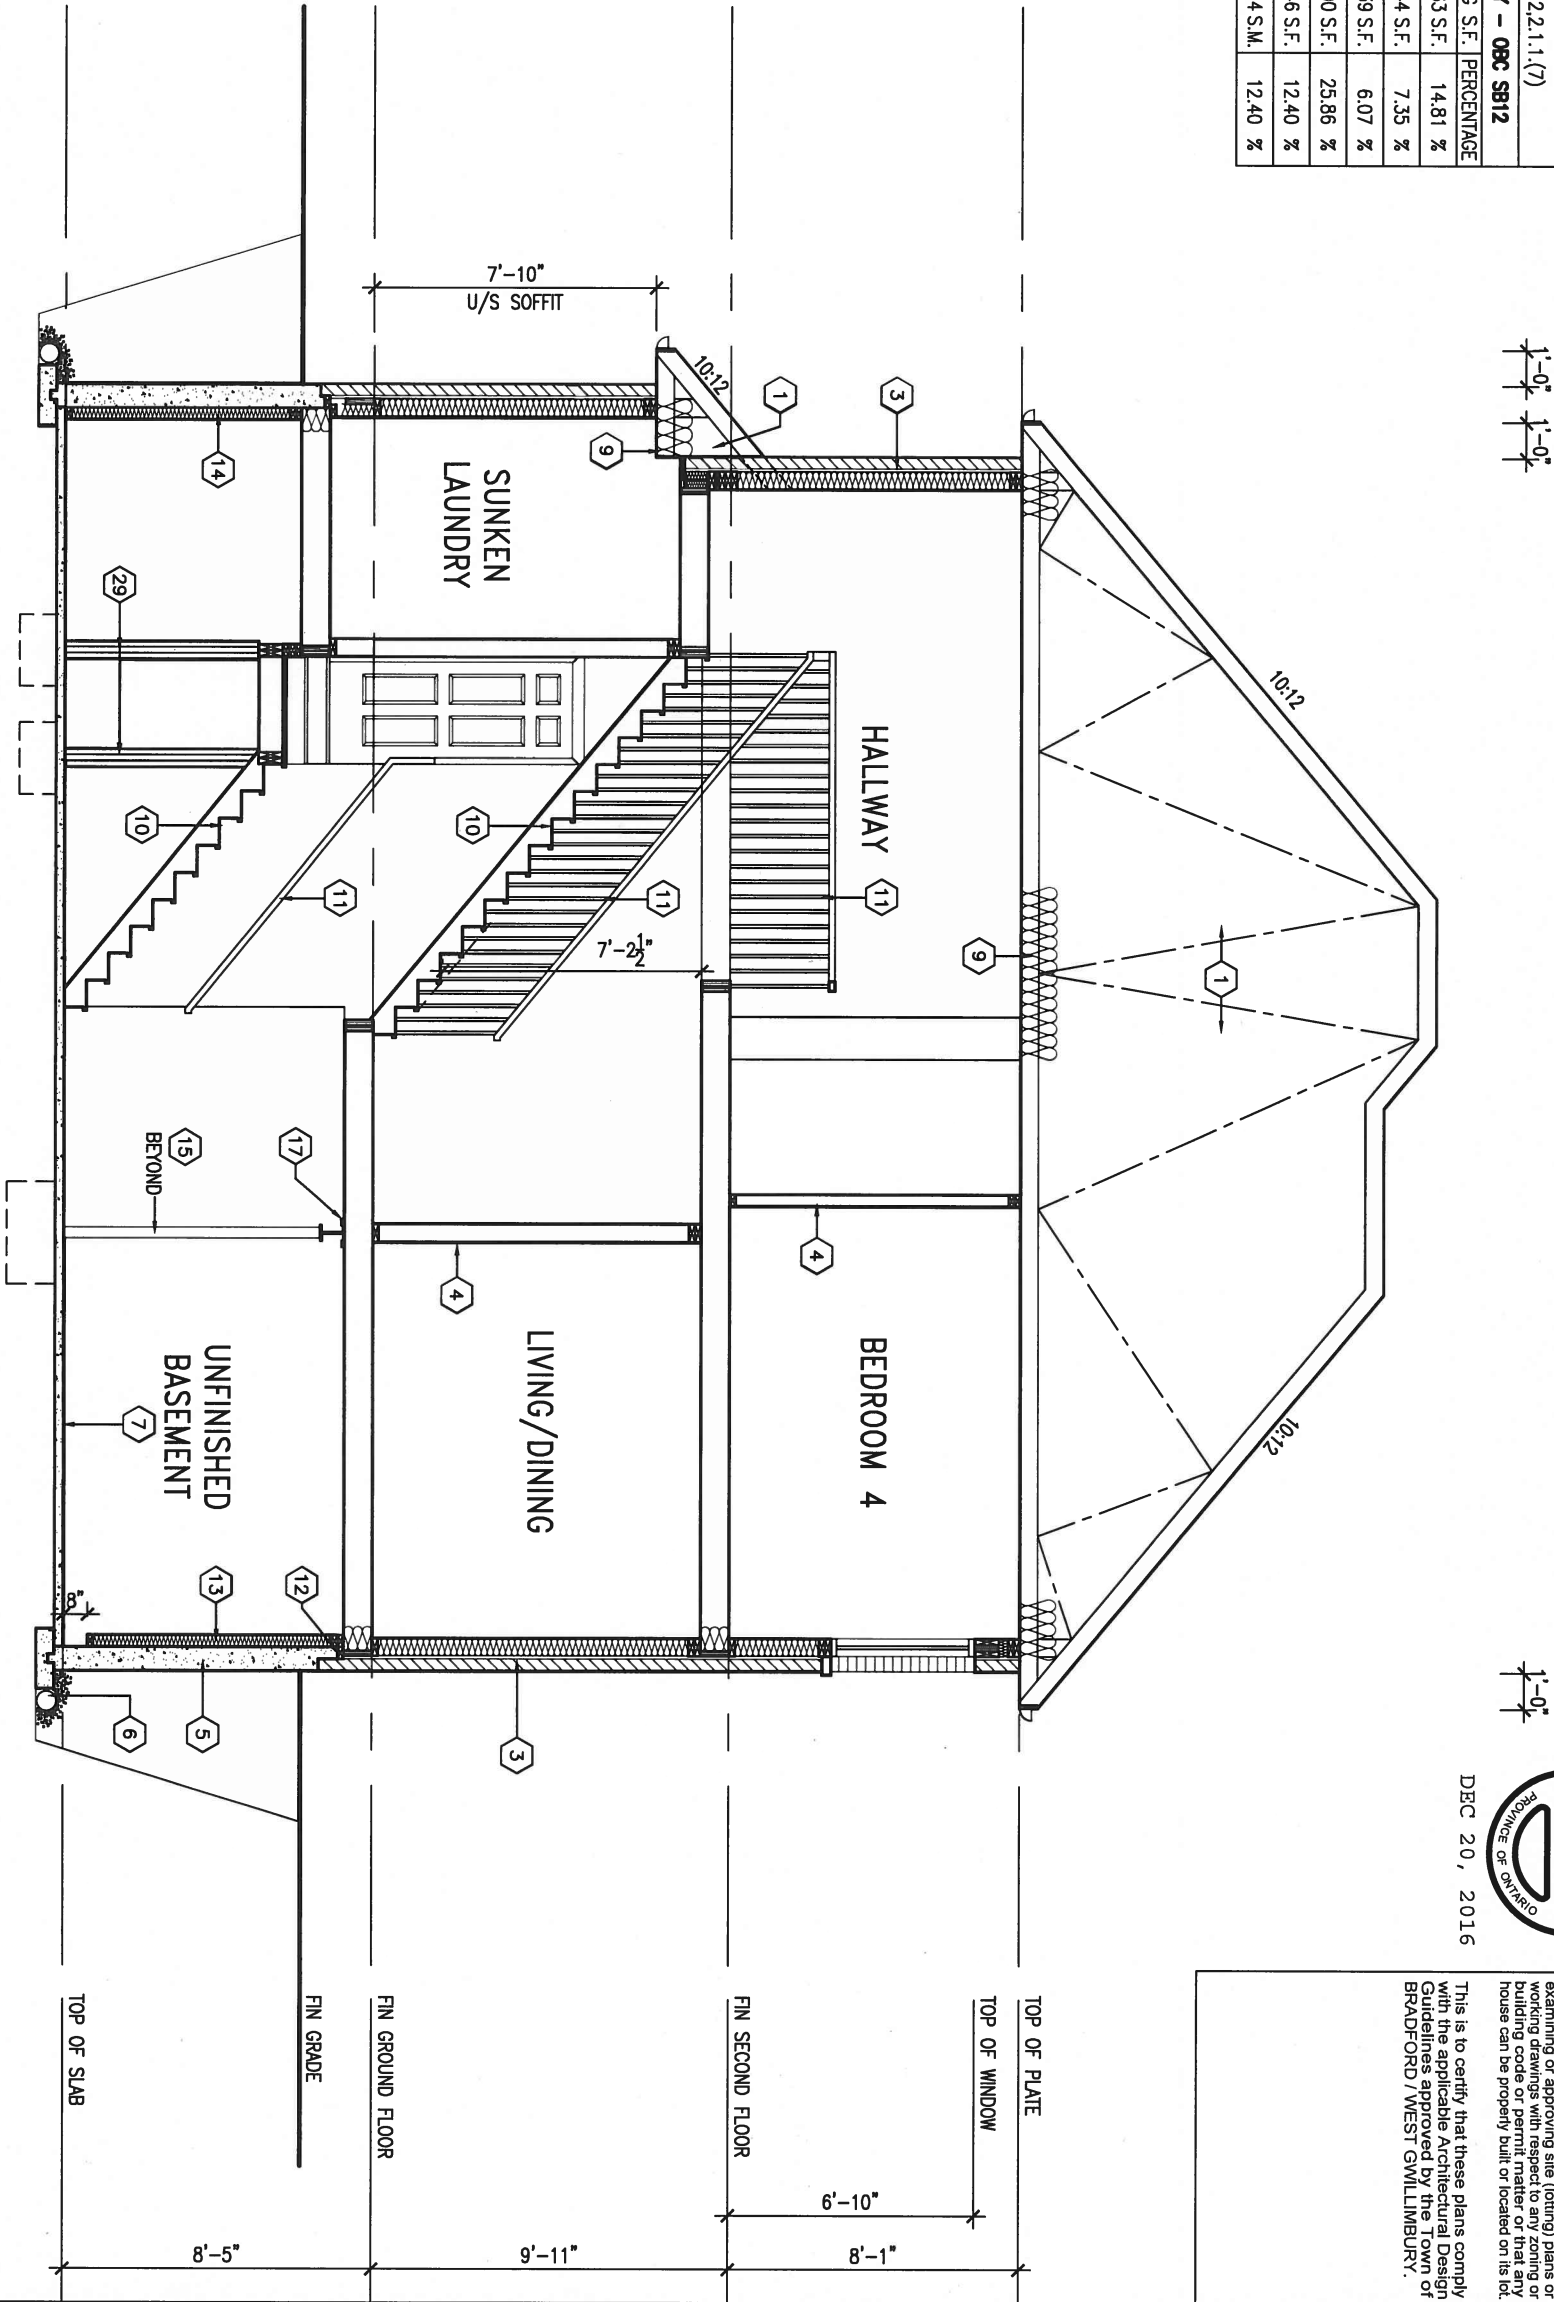 2.2.1.1.(7)
- OBC SB12
S.F. PERCENTAGE
S.F. 14.81 %
S.F. 7.35 %
S.F. 6.07 %
S.F. 25.86 %
S.F. 12.40 %
S.M. 12.40 %
1'-0"
1'-0"
1'-0"
PROVINCE OF ONTARIO
DEC 20, 2016
examining or approving site (lotting) plans or
working drawings with respect to any zoning or
building code or permit matter or that any
house can be properly built or located on its lot.
This is to certify that these plans comply
with the applicable Architectural Design
Guidelines approved by the Town of
BRADFORD / WEST GWILLIMBURY.
10:12
1
10:12
10:12
1
3
9
9
7'-10"
U/S SOFFIT
HALLWAY
11
4
BEDROOM 4
TOP OF PLATE
TOP OF WINDOW
6'-10"
8'-1"
FIN SECOND FLOOR
SUNKEN
LAUNDRY
10
11
7'-2½"
4
LIVING/DINING
3
9'-11"
FIN GROUND FLOOR
FIN GRADE
14
29
10
11
17
15
BEYOND
UNFINISHED
BASEMENT
7
12
13
8"
5
6
8'-5"
TOP OF SLAB